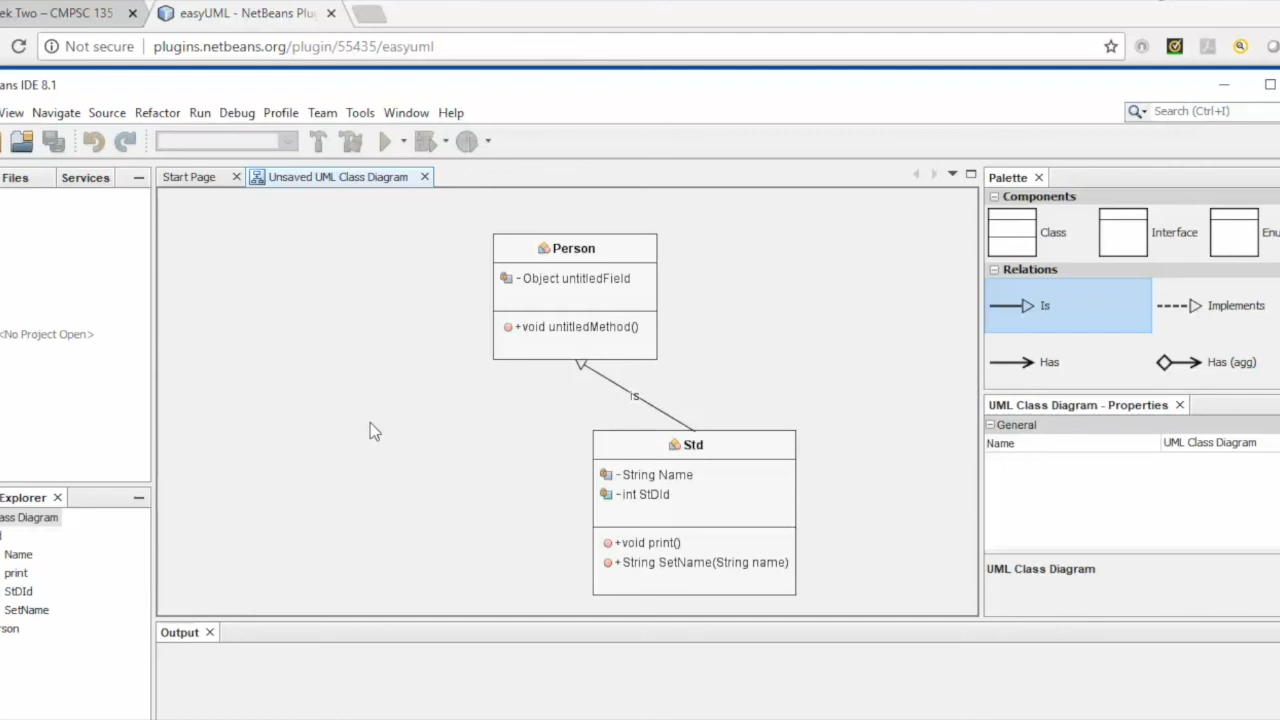 ek Two – CMPSC 135
easyUML - NetBeans Plu
Not secure
plugins.netbeans.org/plugin/55435/easyuml
ans IDE 8.1
View Navigate Source Refactor Run Debug Profile Team Tools Window Help
Search (Ctrl+I)
Files
Services
Start Page
Unsaved UML Class Diagram
Palette
Components
Class
Interface
Enu
Relations
Is
Implements
Has
Has (agg)
Person
- Object untitledField
+void untitledMethod()
is
Std
- String Name
- int StDId
+void print()
+String SetName(String name)
<No Project Open>
UML Class Diagram - Properties
General
Name
UML Class Diagram
UML Class Diagram
Explorer
ass Diagram
d
Name
print
StDId
SetName
rson
Output